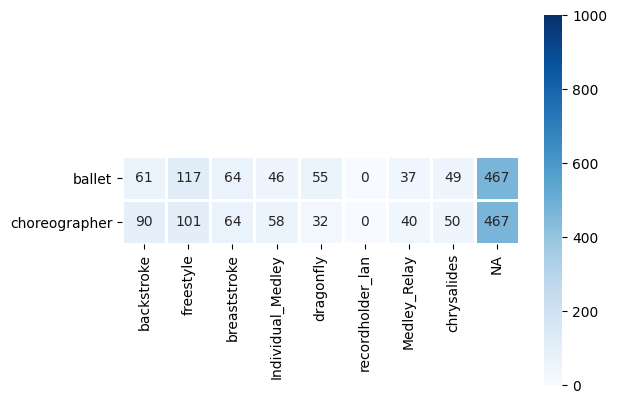 1000
800
600
400
200
0
ballet 61 117 64 46 55 0 37 49 467
choreographer 90 101 64 58 32 0 40 50 467
backstroke
freestyle
breaststroke
Individual_Medley
dragonfly
recordholder_lan
Medley_Relay
chrysalides
NA